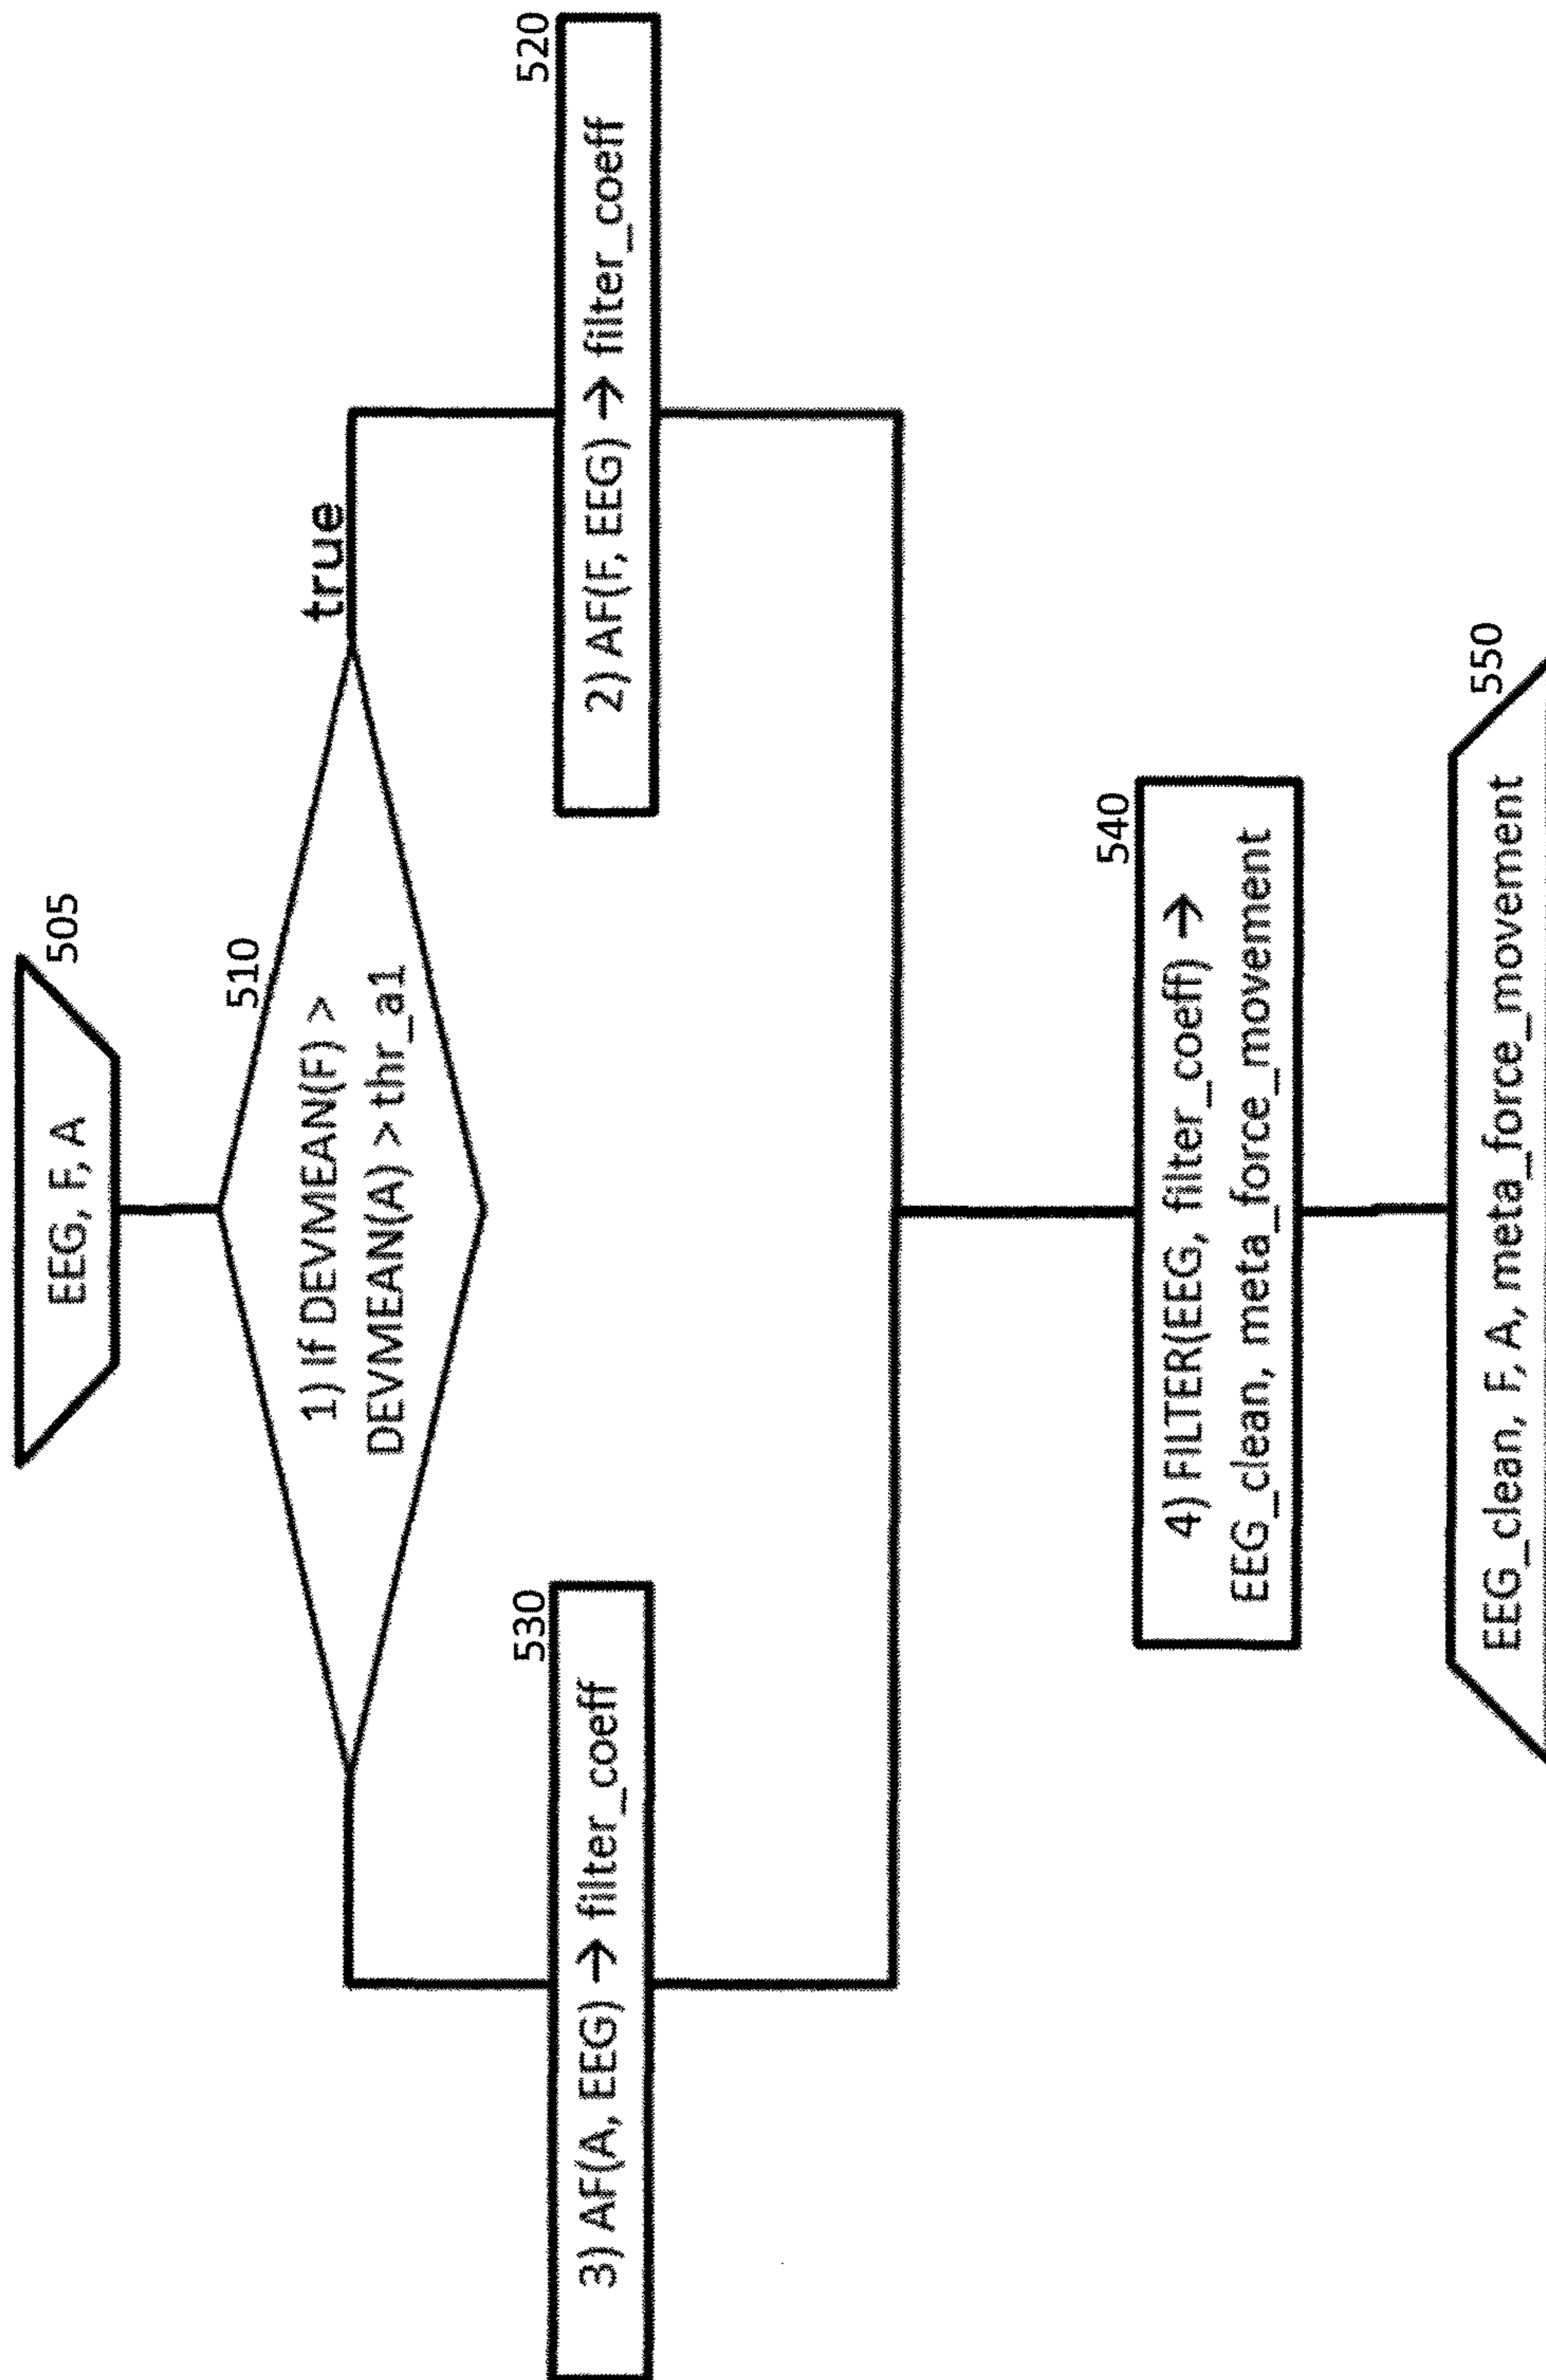 EEG, F, A
505
510
1) If DEVMEAN(F) >
DEVMEAN(A) > thr_a1
true
530
3) AF(A, EEG) → filter_coeff
520
2) AF(F, EEG) → filter_coeff
540
4) FILTER(EEG, filter_coeff) →
EEG_clean, meta_force_movement
550
EEG_clean, F, A, meta_force_movement